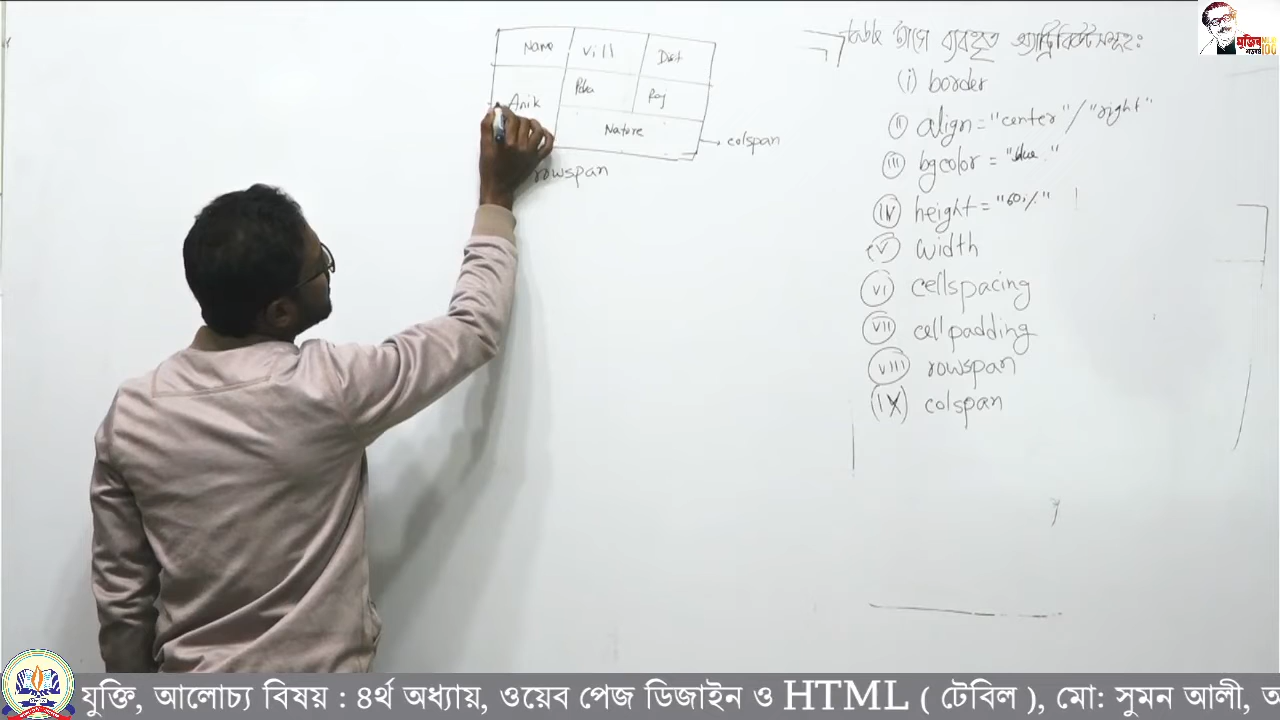 Name vill Dist
Anik Raj
Nature
colspan
rowspan
table ট্যাগে ব্যবহৃত অ্যাট্রিবিউটসমূহঃ
(i) border
(ii) align = "center" / "right"
(iii) bgcolor = "blue"
(iv) height = "60%"
(v) width
(vi) cellspacing
(vii) cellpadding
(viii) rowspan
(ix) colspan
মুজিব
100
যুক্তি, আলোচ্য বিষয় : ৪র্থ অধ্যায়, ওয়েব পেজ ডিজাইন ও HTML ( টেবিল ), মো: সুমন আলী,